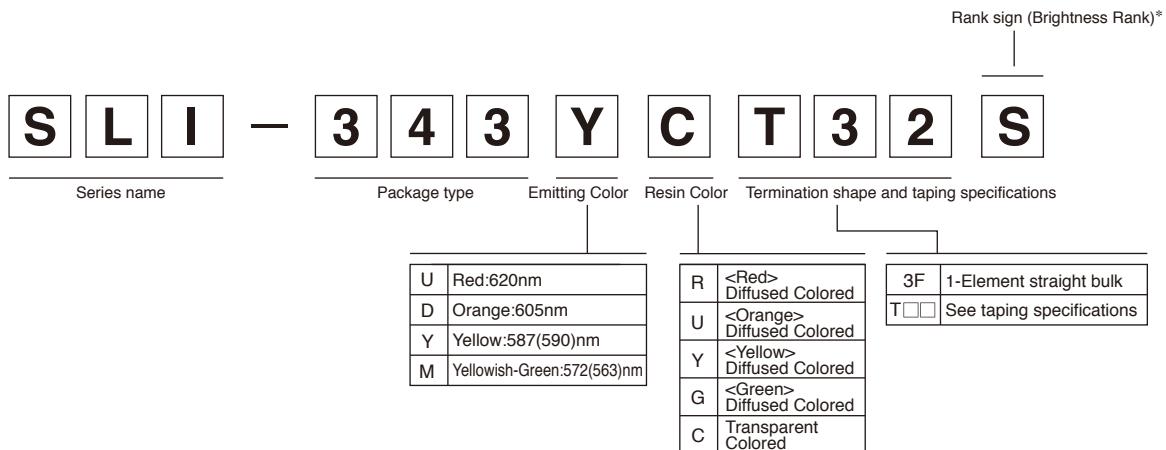 Rank sign (Brightness Rank)*
S L I — 3 4 3 Y C T 3 2 S
Series name
Package type
Emitting Color
Resin Color
Termination shape and taping specifications
U Red:620nm
D Orange:605nm
Y Yellow:587(590)nm
M Yellowish-Green:572(563)nm
R <Red>
Diffused Colored
U <Orange>
Diffused Colored
Y <Yellow>
Diffused Colored
G <Green>
Diffused Colored
C Transparent
Colored
3F 1-Element straight bulk
T□□ See taping specifications